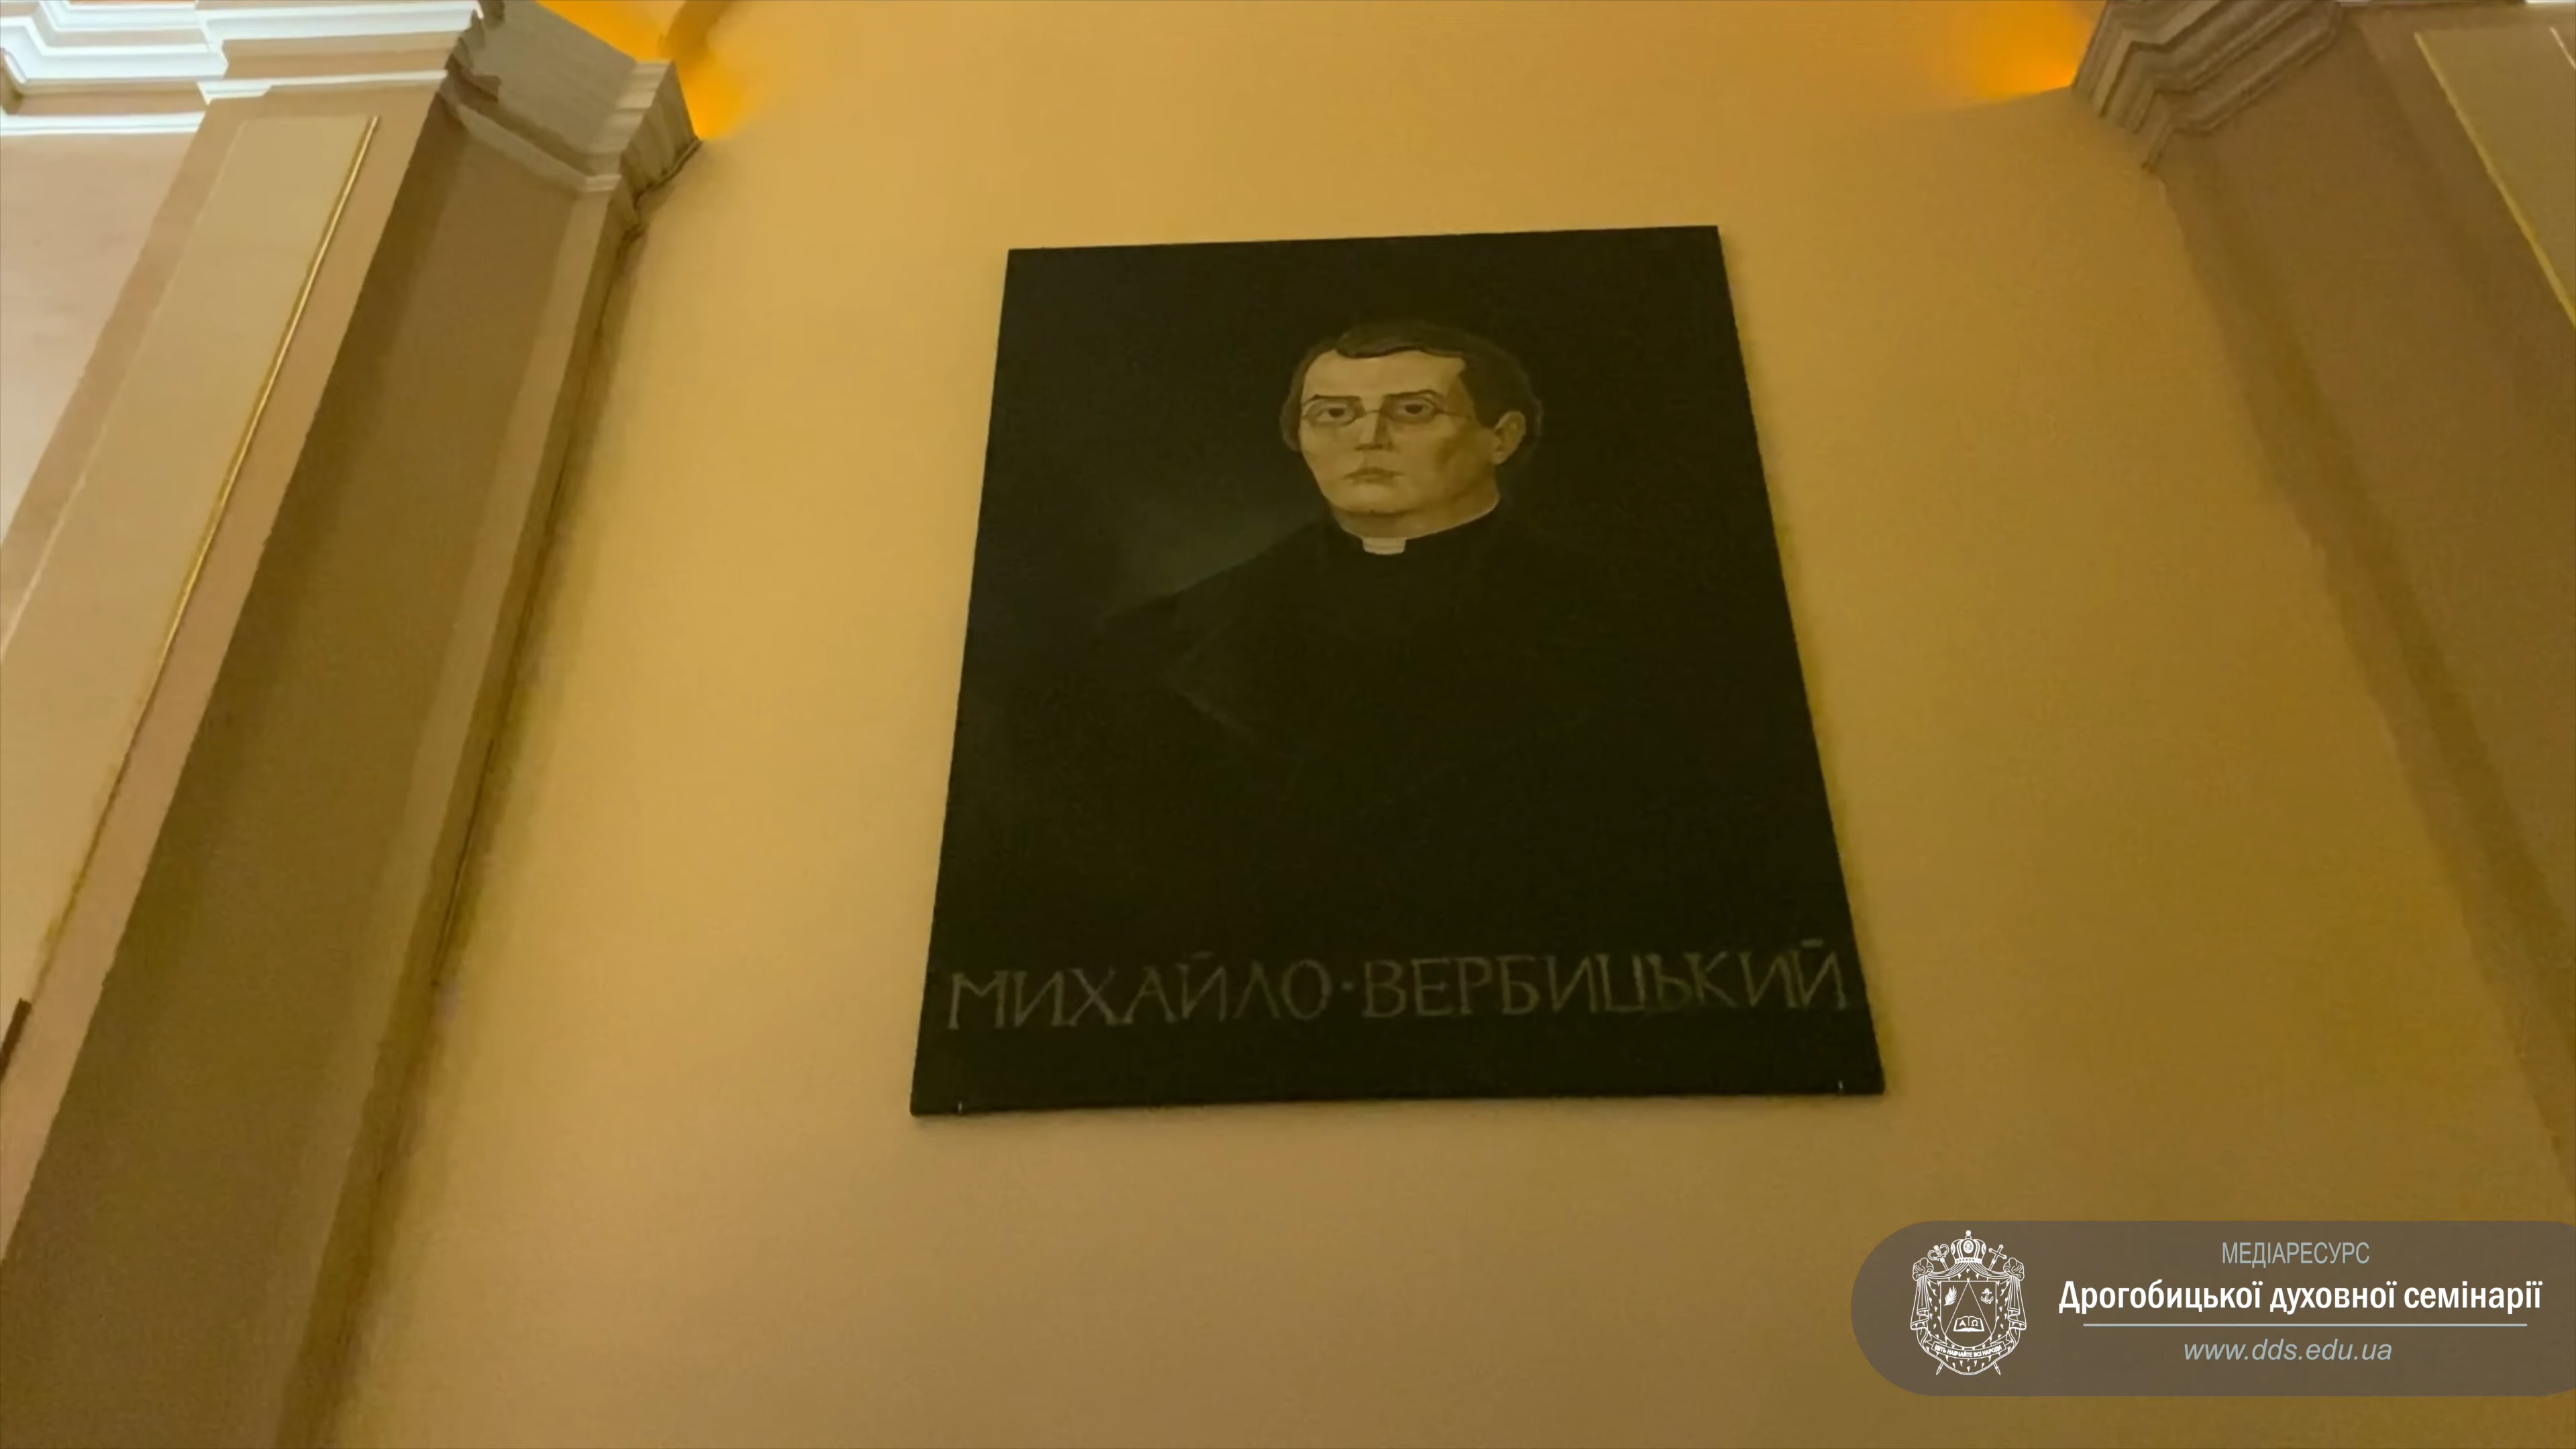 МИХАЙЛО·ВЕРБИЦЬКИЙ
МЕДІАРЕСУРС
Дрогобицької духовної семінарії
www.dds.edu.ua